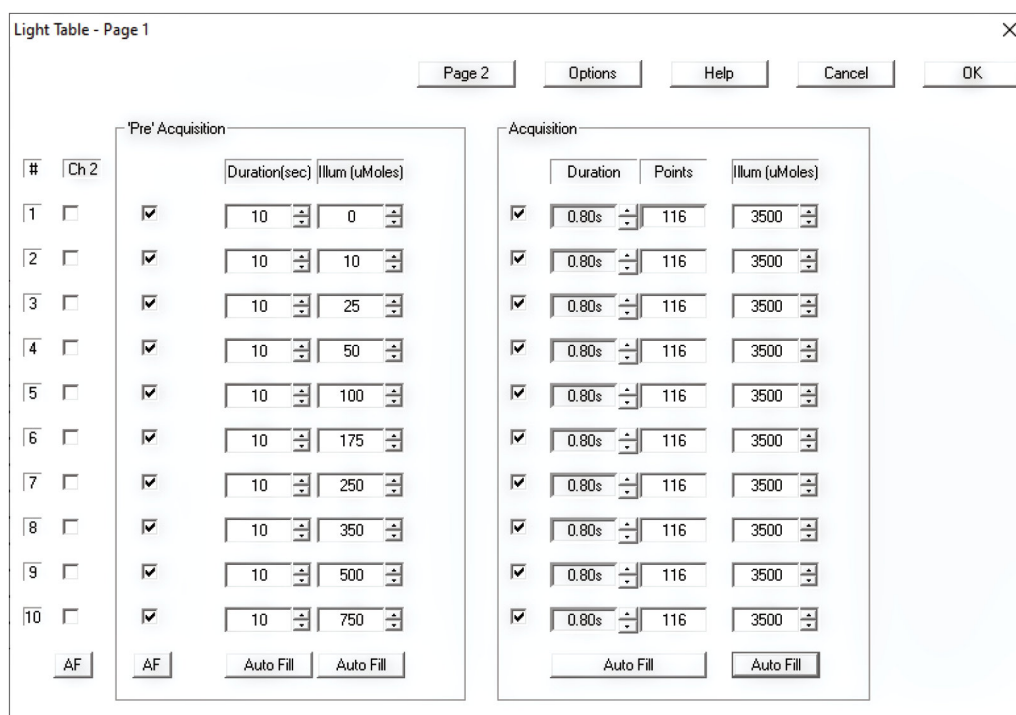 Light Table - Page 1
Page 2 Options Help Cancel OK
'Pre' Acquisition Acquisition
# Ch 2 Duration(sec) Illum (uMoles) Duration Points Illum (uMoles)
1 10 0 0.80s 116 3500
2 10 10 0.80s 116 3500
3 10 25 0.80s 116 3500
4 10 50 0.80s 116 3500
5 10 100 0.80s 116 3500
6 10 175 0.80s 116 3500
7 10 250 0.80s 116 3500
8 10 350 0.80s 116 3500
9 10 500 0.80s 116 3500
10 10 750 0.80s 116 3500
AF AF Auto Fill Auto Fill Auto Fill Auto Fill